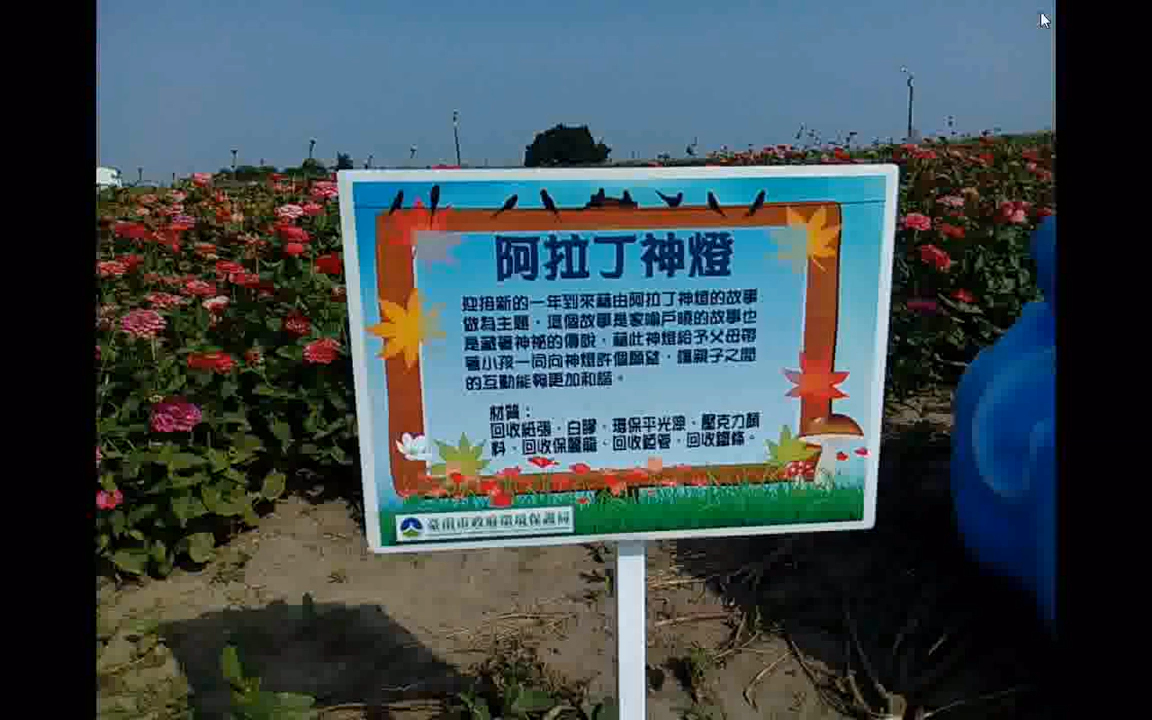 阿拉丁神燈
迎接新的一年到來藉由阿拉丁神燈的故事
做為主題，這個故事是家喻戶曉的故事也
是藏著神祕的傳說，藉此神燈給予父母帶
著小孩一同向神燈許個願望，讓親子之間
的互動能夠更加和諧。
材質：
回收紙張、白膠、環保平光漆、壓克力顏
料、回收保麗龍、回收錏管、回收鐵條。
臺南市政府環境保護局